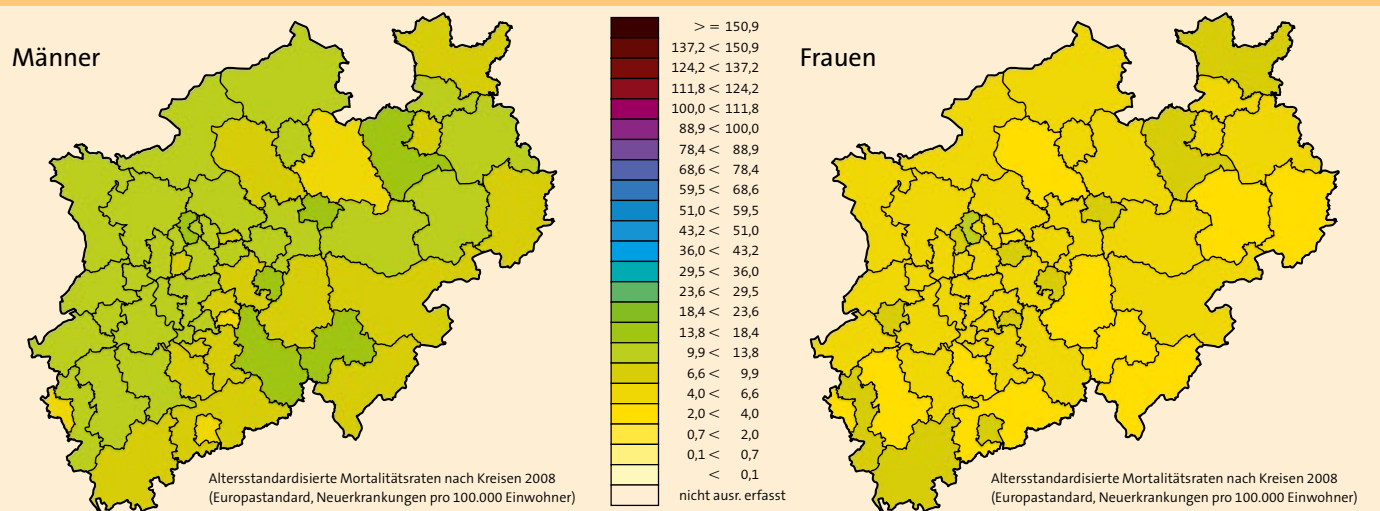 Männer
> = 150,9
137,2 < 150,9
124,2 < 137,2
111,8 < 124,2
100,0 < 111,8
88,9 < 100,0
78,4 < 88,9
68,6 < 78,4
59,5 < 68,6
51,0 < 59,5
43,2 < 51,0
36,0 < 43,2
29,5 < 36,0
23,6 < 29,5
18,4 < 23,6
13,8 < 18,4
9,9 < 13,8
6,6 < 9,9
4,0 < 6,6
2,0 < 4,0
0,7 < 2,0
0,1 < 0,7
< 0,1
nicht ausr. erfasst
Altersstandardisierte Mortalitätsraten nach Kreisen 2008
(Europastandard, Neuerkrankungen pro 100.000 Einwohner)
Frauen
Altersstandardisierte Mortalitätsraten nach Kreisen 2008
(Europastandard, Neuerkrankungen pro 100.000 Einwohner)